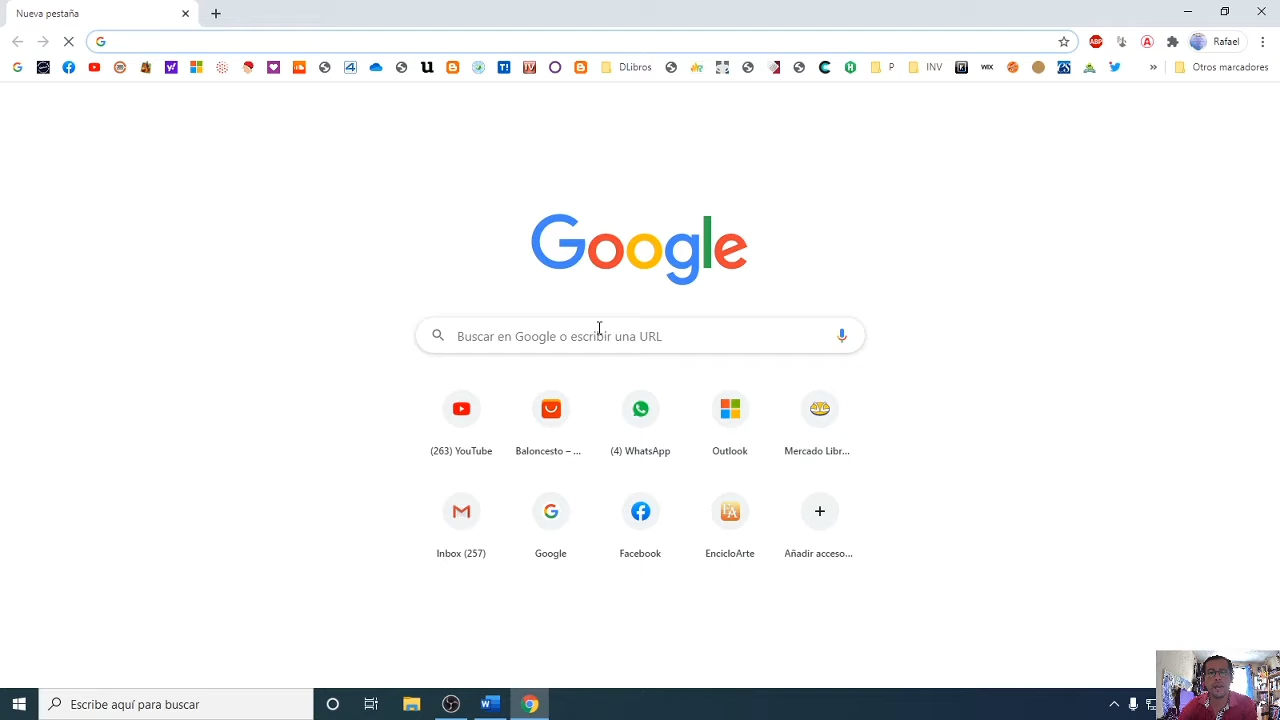 Nueva pestaña
Rafael
DLibros
P
INV
WIX
Otros marcadores
Google
Buscar en Google o escribir una URL
(263) YouTube
Baloncesto – ...
(4) WhatsApp
Outlook
Mercado Libr...
Inbox (257)
Google
Facebook
EncicloArte
Añadir acceso...
Escribe aquí para buscar